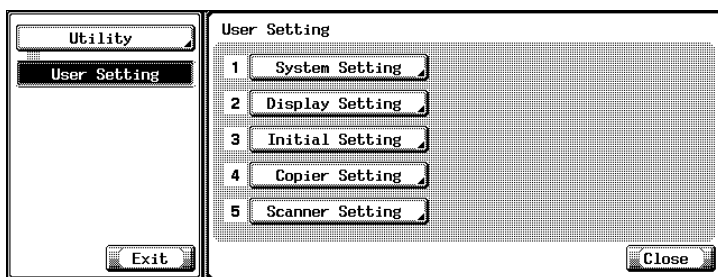 Utility
User Setting
Exit
User Setting
1 System Setting
2 Display Setting
3 Initial Setting
4 Copier Setting
5 Scanner Setting
Close